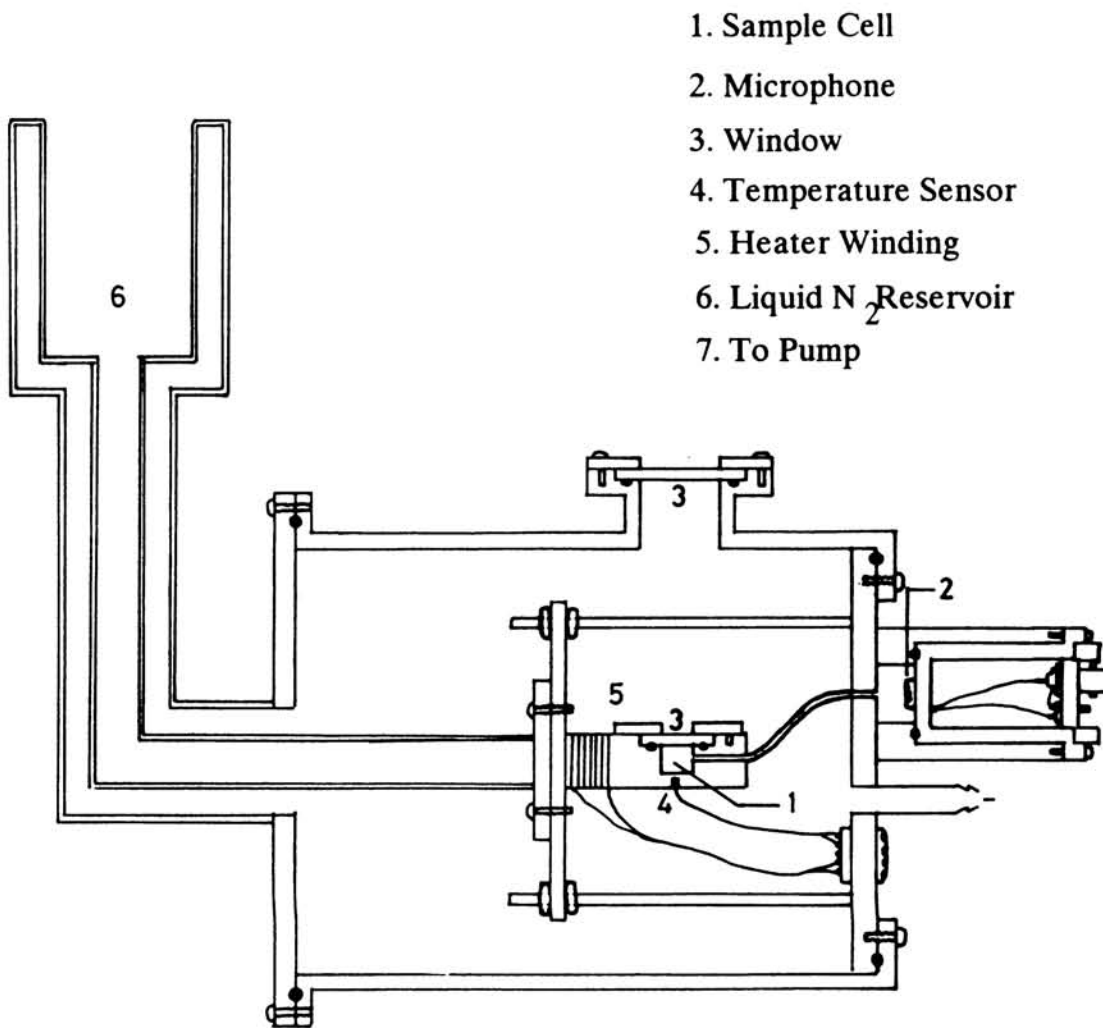 1. Sample Cell
2. Microphone
3. Window
4. Temperature Sensor
5. Heater Winding
6. Liquid N 2 Reservoir
7. To Pump
6
3
2
5
3
4
1